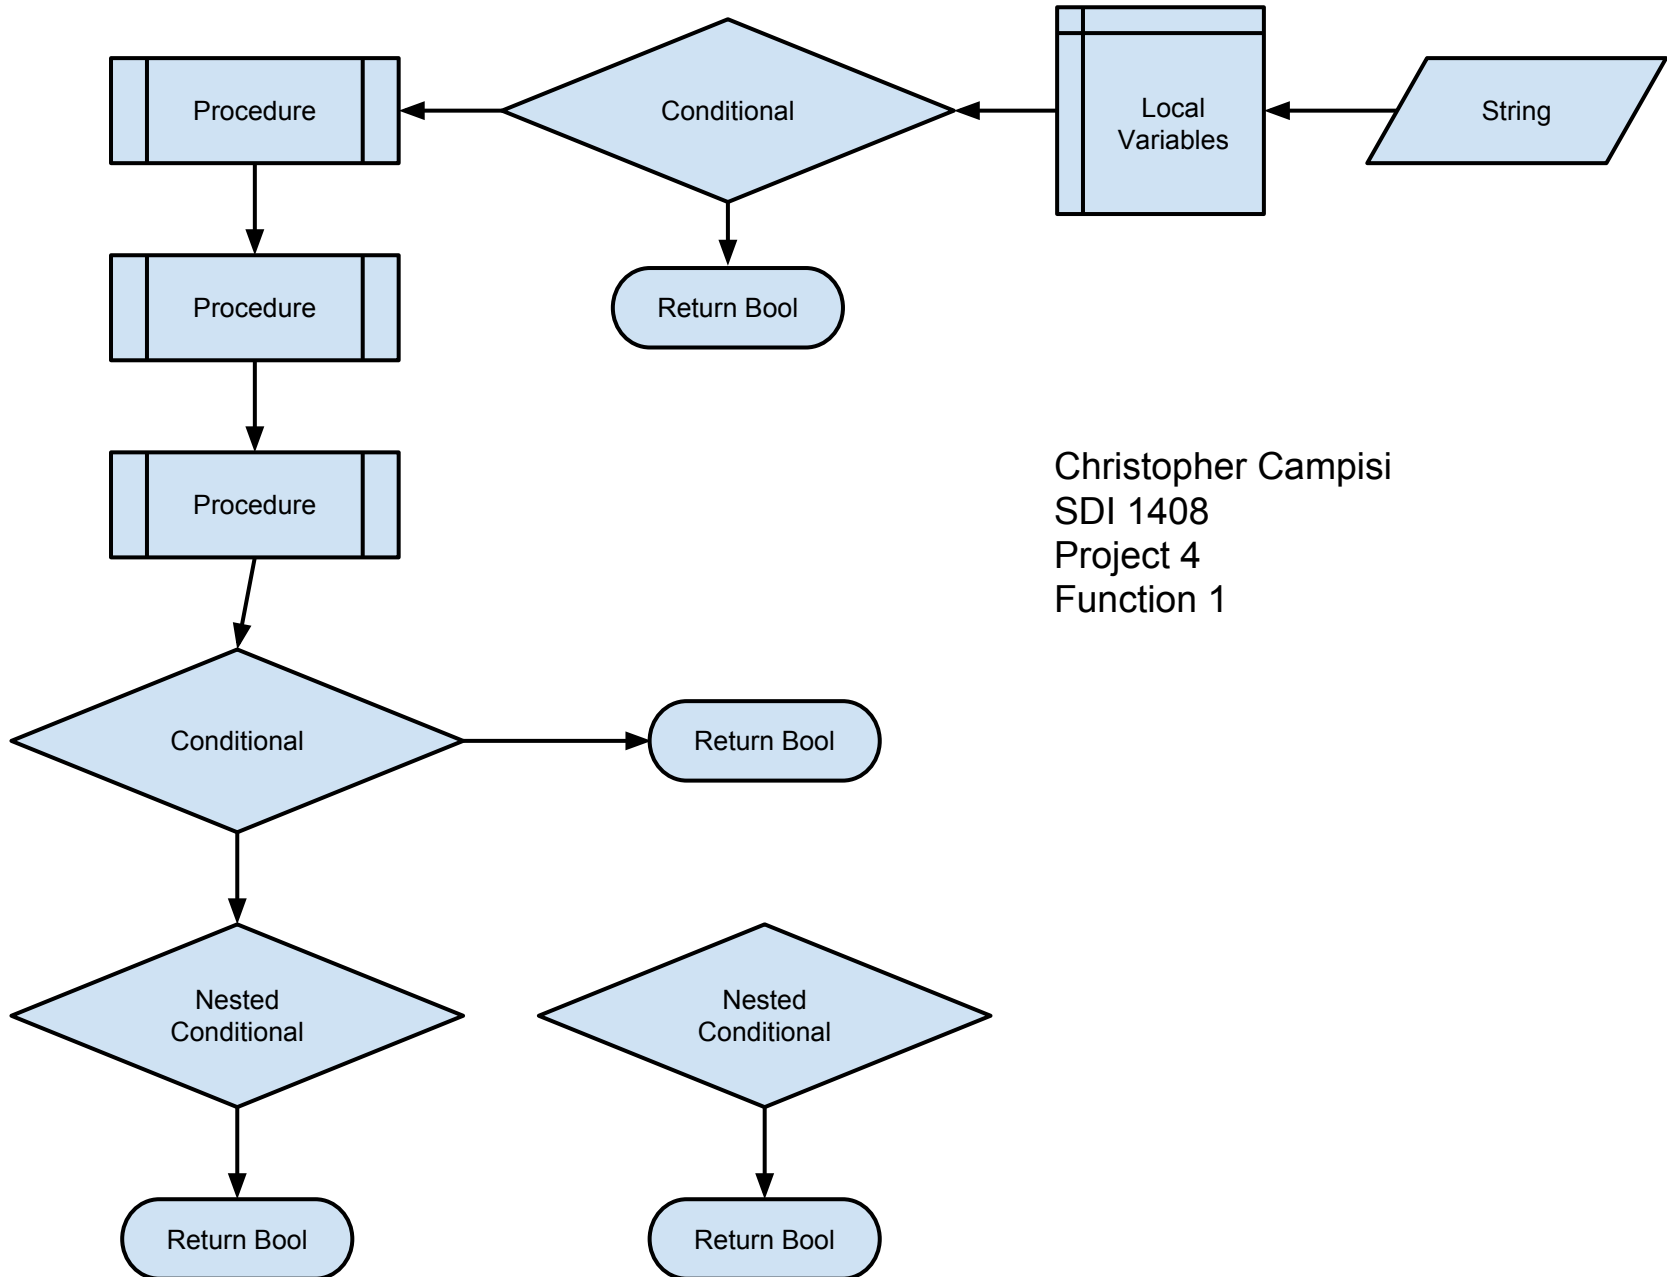 Procedure
Conditional
Local
Variables
String
Procedure
Return Bool
Procedure
Christopher Campisi
SDI 1408
Project 4
Function 1
Conditional
Return Bool
Nested
Conditional
Nested
Conditional
Return Bool
Return Bool